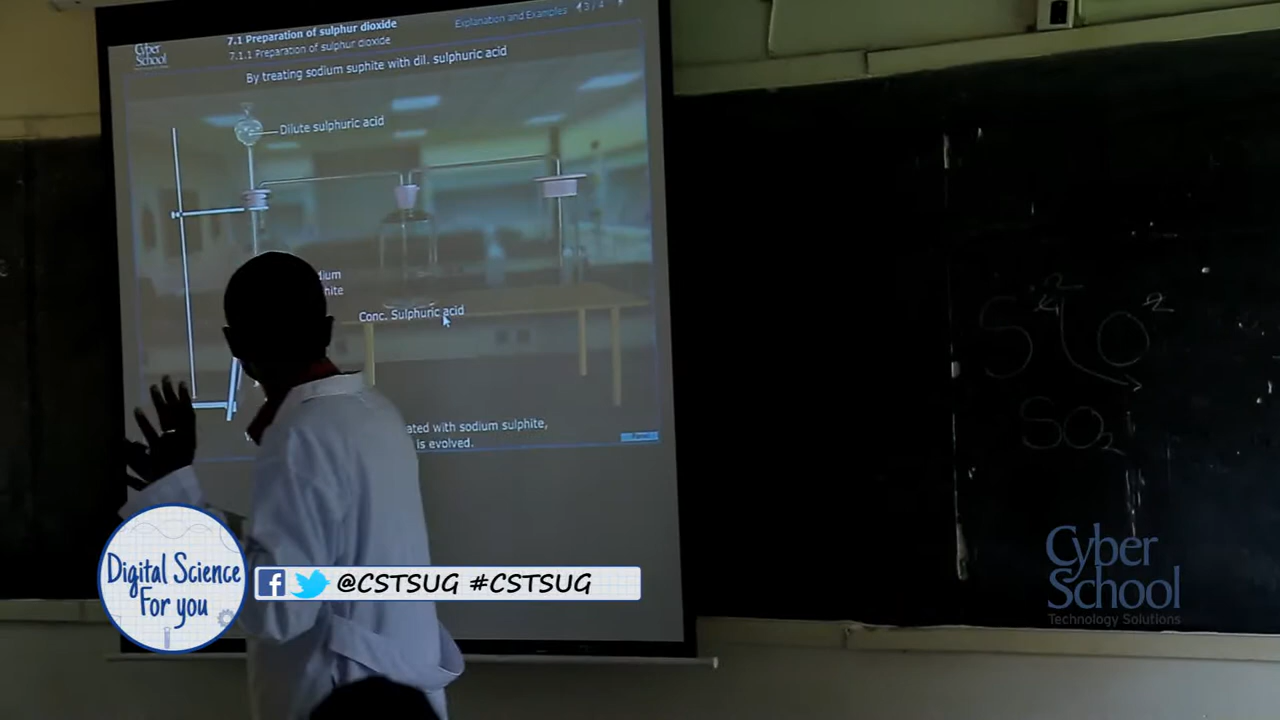 Cyber
School
7.1 Preparation of sulphur dioxide
7.1.1 Preparation of sulphur dioxide
Explanation and Examples
3 / 4
By treating sodium suphite with dil. sulphuric acid
Dilute sulphuric acid
dium
hite
Conc. Sulphuric acid
ated with sodium sulphite,
is evolved.
S O
SO2
Digital Science
For you
@CSTSUG #CSTSUG
Cyber
School
Technology Solutions